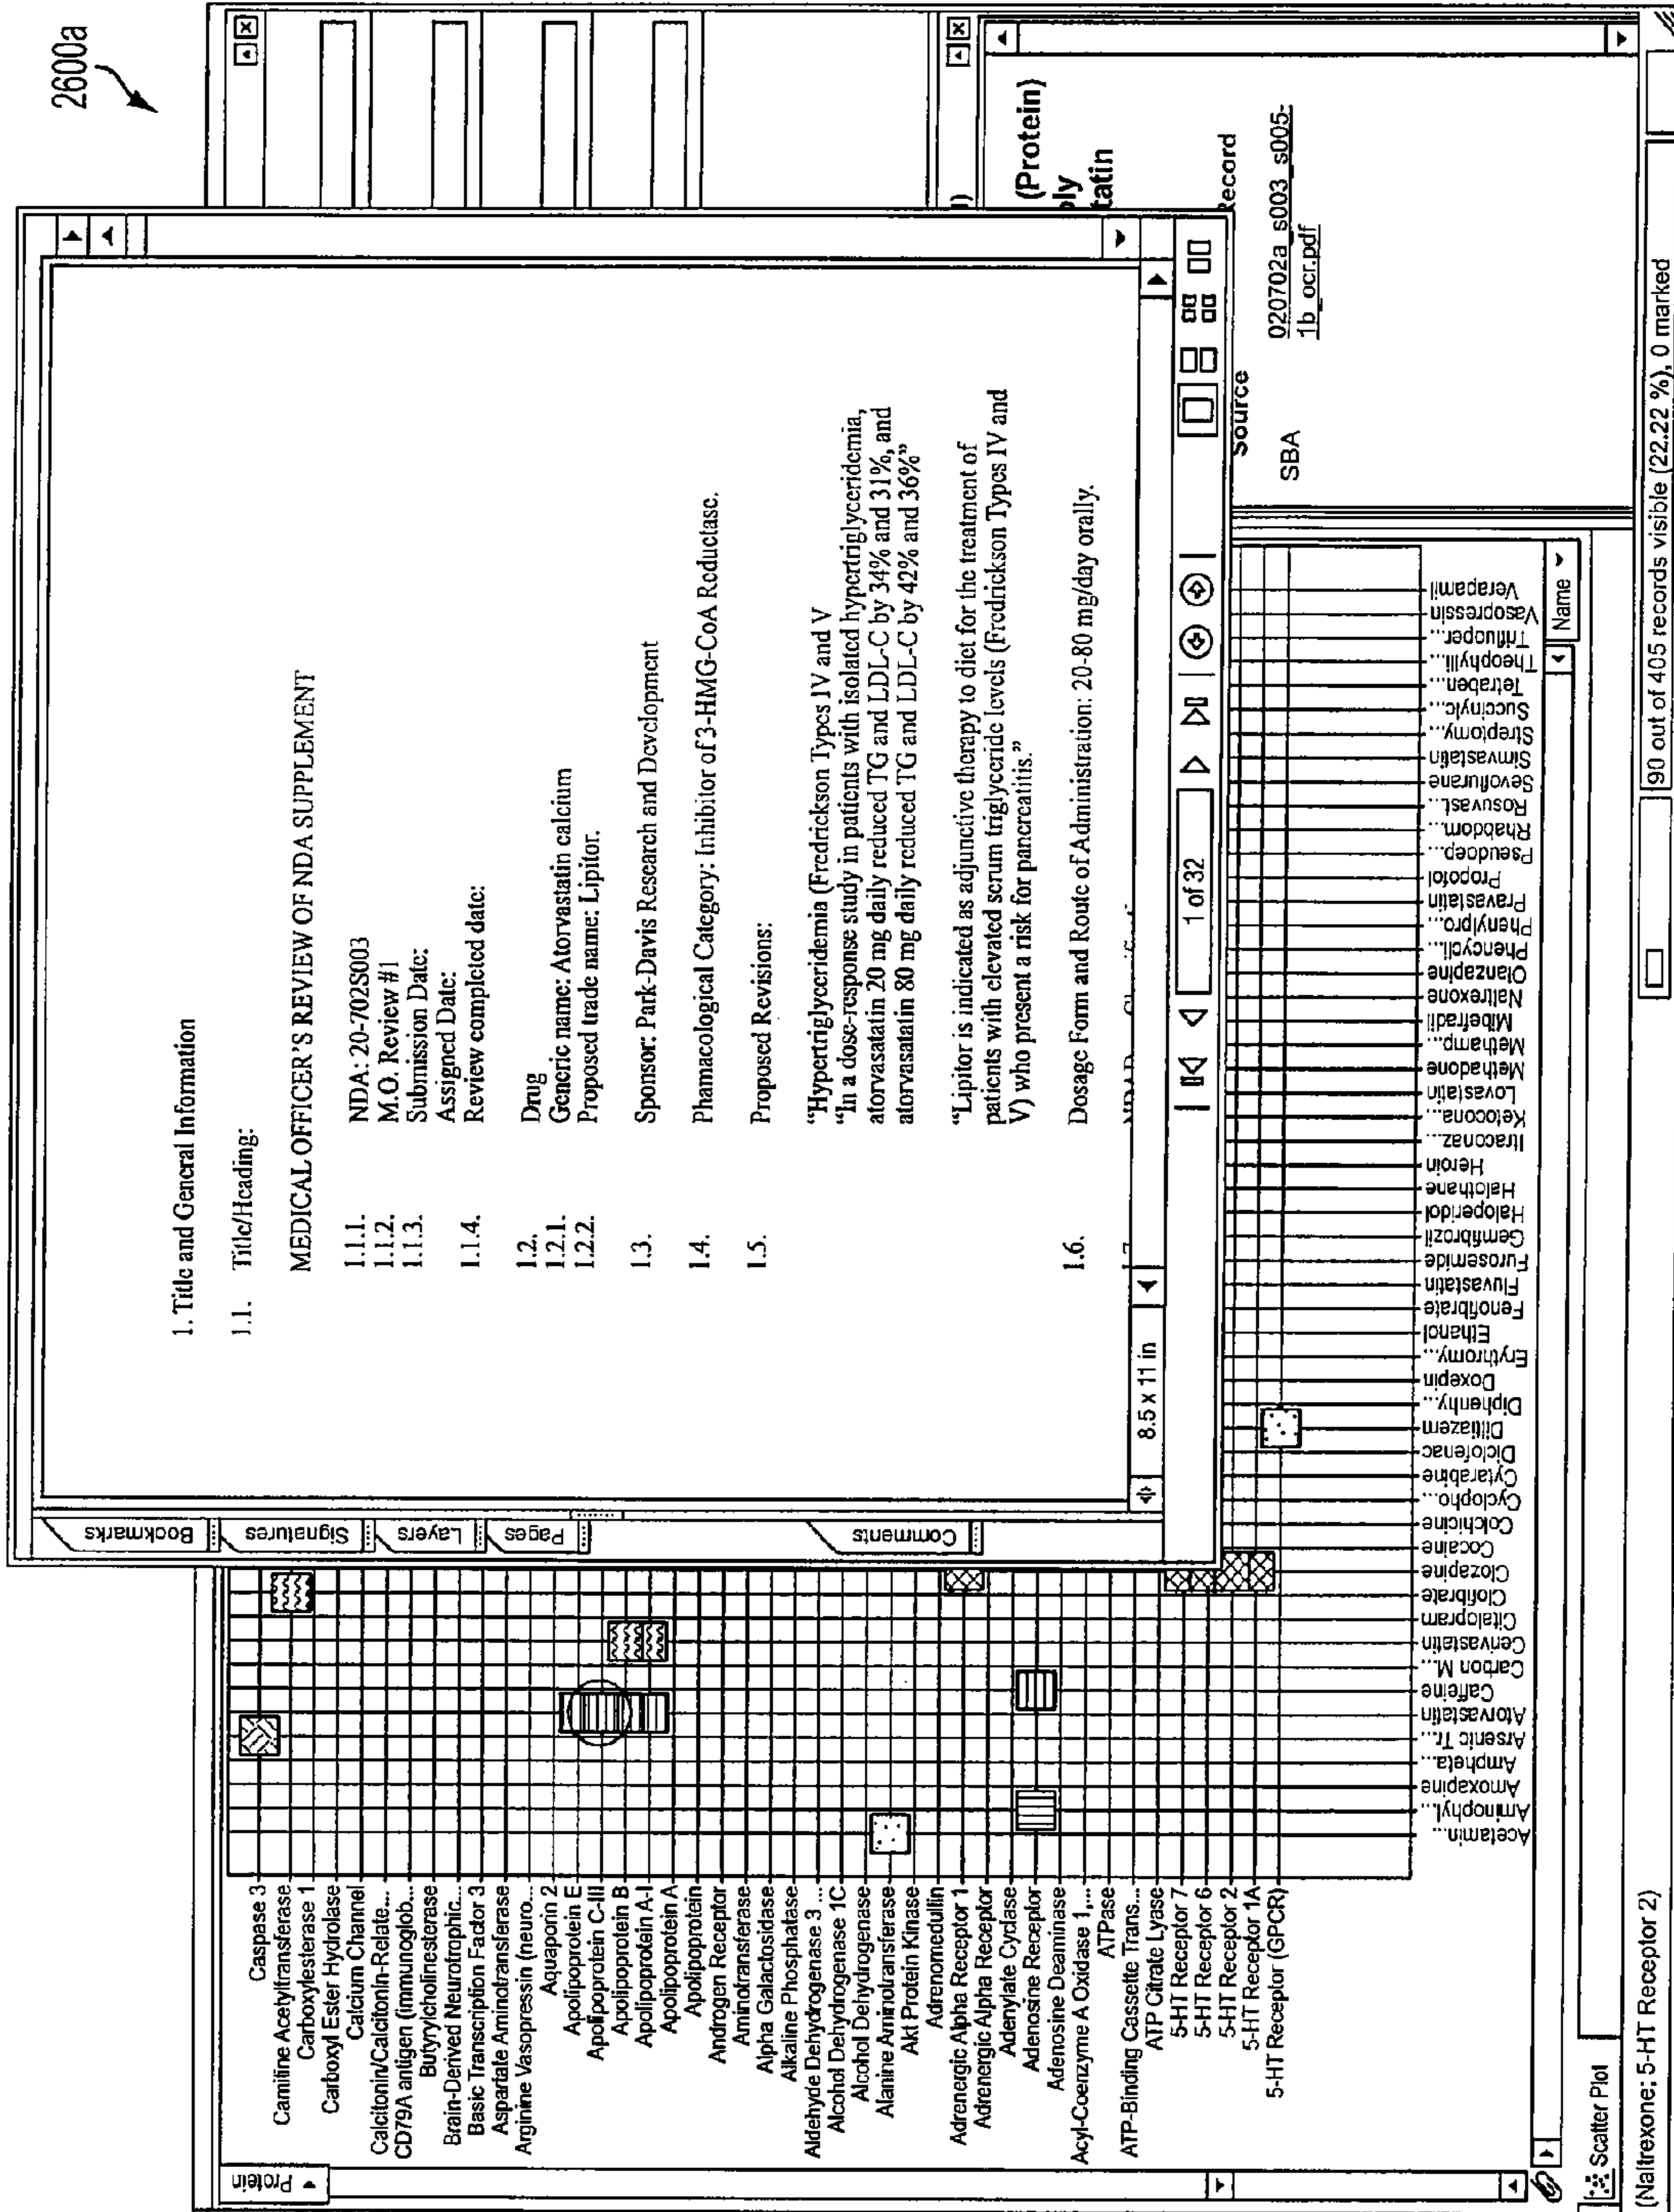 2600a
Bookmarks
Signatures
Layers
Pages
Comments
1. Title and General Information
1.1. Title/Heading:
MEDICAL OFFICER'S REVIEW OF NDA SUPPLEMENT
1.1.1. NDA: 20-702S003
1.1.2. M.O. Review #1
1.1.3. Submission Date:
Assigned Date:
1.1.4. Review completed date:
1.2. Drug
1.2.1. Generic name: Atorvastatin calcium
1.2.2. Proposed trade name: Lipitor.
1.3. Sponsor: Park-Davis Research and Development
1.4. Phamacological Category: Inhibitor of 3-HMG-CoA Reductase.
1.5. Proposed Revisions:
"Hypertriglyceridemia (Fredrickson Types IV and V
"In a dose-response study in patients with isolated hypertriglyceridemia,
atorvasatatin 20 mg daily reduced TG and LDL-C by 34% and 31%, and
atorvasatatin 80 mg daily reduced TG and LDL-C by 42% and 36%"
"Lipitor is indicated as adjunctive therapy to diet for the treatment of
patients with elevated serum triglyceride levels (Fredrickson Types IV and
V) who present a risk for pancreatitis."
1.6. Dosage Form and Route of Administration: 20-80 mg/day orally.
8.5 x 11 in
1 of 32
Protein
Caspase 3
Carnitine Acetyltransferase
Carboxylesterase 1
Carboxyl Ester Hydrolase
Calcium Channel
Calcitonin/Calcitonin-Relate...
CD79A antigen (immunoglob...
Butyrylcholinesterase
Brain-Derived Neurotrophic...
Basic Transcription Factor 3
Aspartate Aminotransferase
Arginine Vasopressin (neuro...
Aquaporin 2
Apolipoprotein E
Apolipoprotein C-III
Apolipoprotein B
Apolipoprotein A-I
Apolipoprotein A
Apolipoprotein
Androgen Receptor
Aminotransferase
Alpha Galactosidase
Alkaline Phosphatase
Aldehyde Dehydrogenase 3 ...
Alcohol Dehydrogenase 1C
Alcohol Dehydrogenase
Alanine Aminotransferase
Akt Protein Kinase
Adrenomedullin
Adrenergic Alpha Receptor 1
Adrenergic Alpha Receptor
Adenylate Cyclase
Adenosine Receptor
Adenosine Deaminase
Acyl-Coenzyme A Oxidase 1,...
ATPase
ATP-Binding Cassette Trans...
ATP Citrate Lyase
5-HT Receptor 7
5-HT Receptor 6
5-HT Receptor 2
5-HT Receptor 1A
5-HT Receptor (GPCR)
Acetamin...
Aminophyl...
Amoxapine
Ampheta...
Arsenic Tr...
Atorvastatin
Caffeine
Carbon M...
Cerivastatin
Citalopram
Clofibrate
Clozapine
Cocaine
Colchicine
Cyclopho...
Cytarabine
Diclofenac
Diltiazem
Diphenhy...
Doxepin
Erythromy...
Ethanol
Fenofibrate
Fluvastatin
Furosemide
Gemfibrozil
Haloperidol
Halothane
Heroin
Itraconaz...
Ketocona...
Lovastatin
Methadone
Methamp...
Mibefradil
Naltrexone
Olanzapine
Phencycli...
Phenylpro...
Pravastatin
Propofol
Pseudoep...
Rhabdom...
Rosuvast...
Sevoflurane
Simvastatin
Streptomy...
Succinylc...
Tetraben...
Theophylli...
Trifluoper...
Vasopressin
Verapamil
Name
(Protein)
ply
tatin
Source
Record
SBA
020702a_s003_s005-
1b_ocr.pdf
Scatter Plot
(Naltrexone; 5-HT Receptor 2)
90 out of 405 records visible (22.22 %), 0 marked